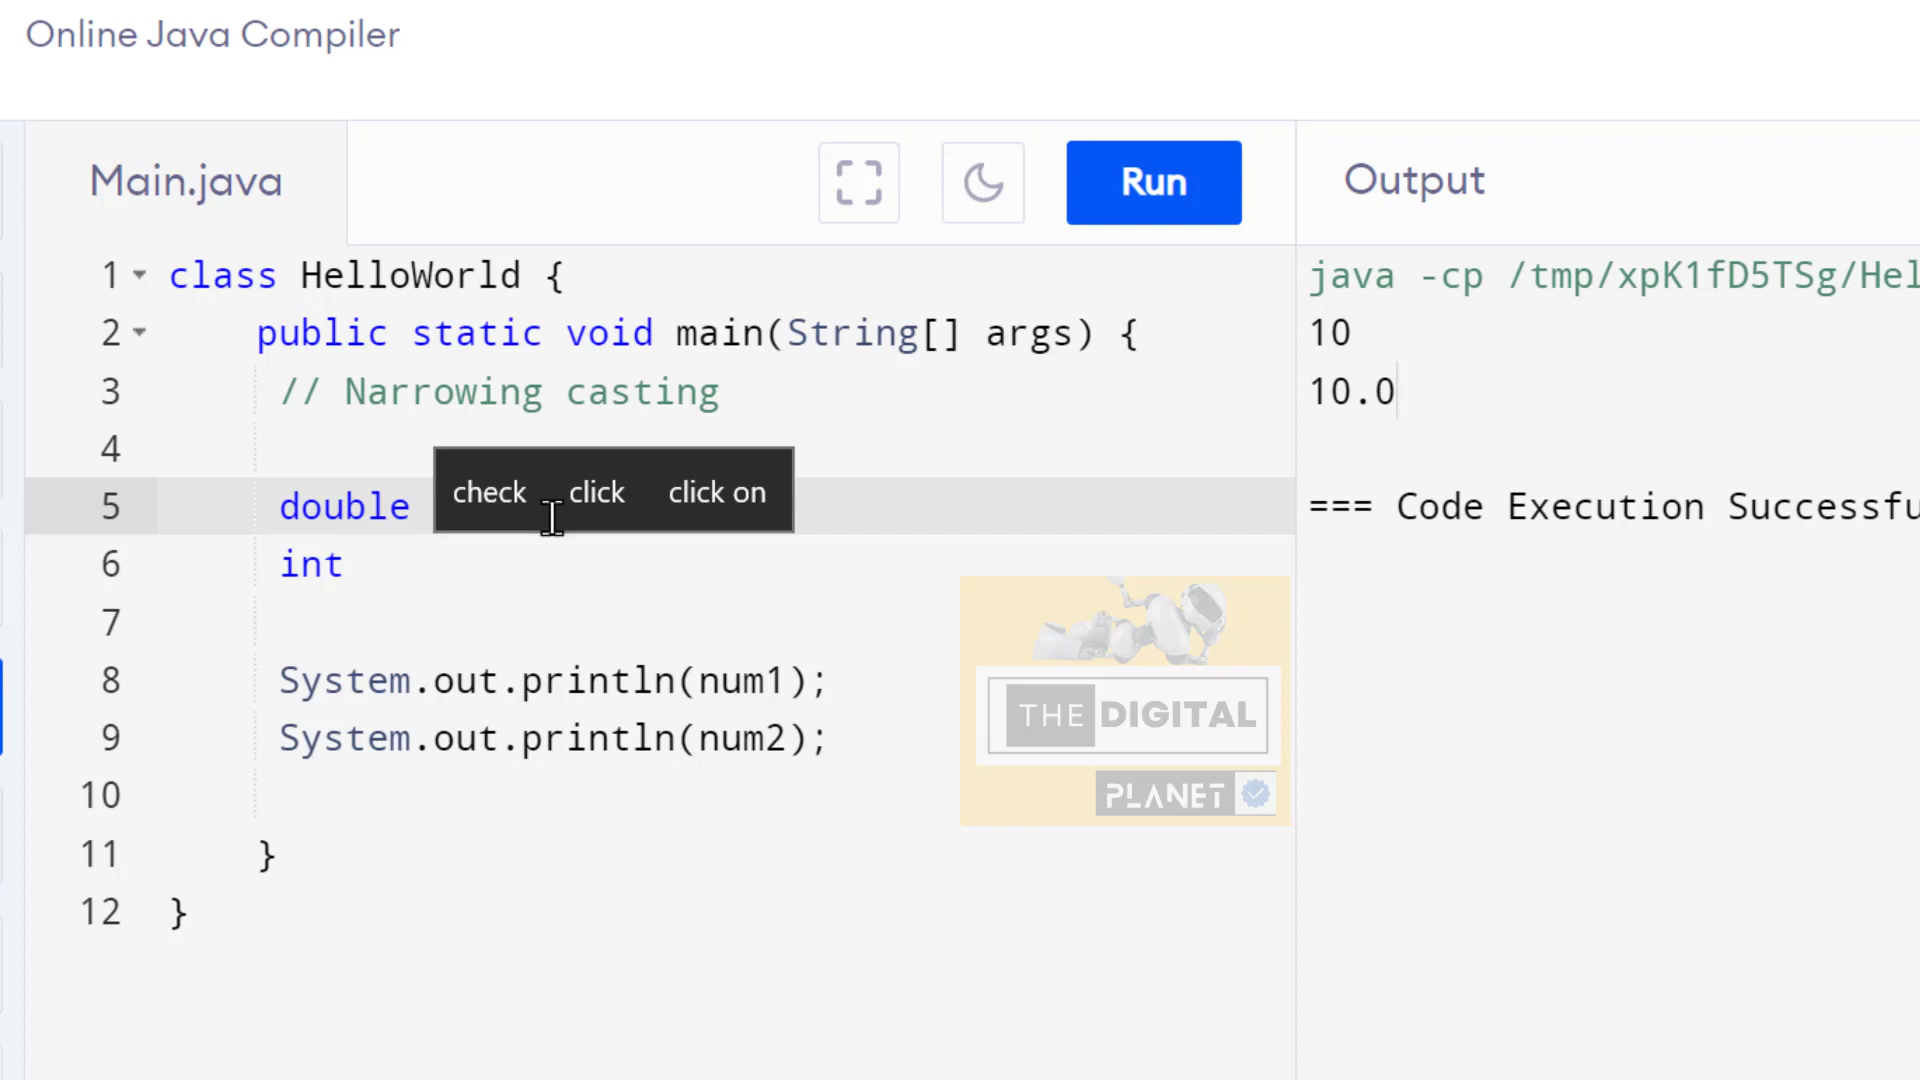 Online Java Compiler
Main.java
Run
Output
1 class HelloWorld {
2 public static void main(String[] args) {
3 // Narrowing casting
4
5 double
check click click on
6 int
7
8 System.out.println(num1);
9 System.out.println(num2);
10
11 }
12 }
java -cp /tmp/xpK1fD5TSg/Hel
10
10.0
=== Code Execution Successfu
THE DIGITAL
PLANET